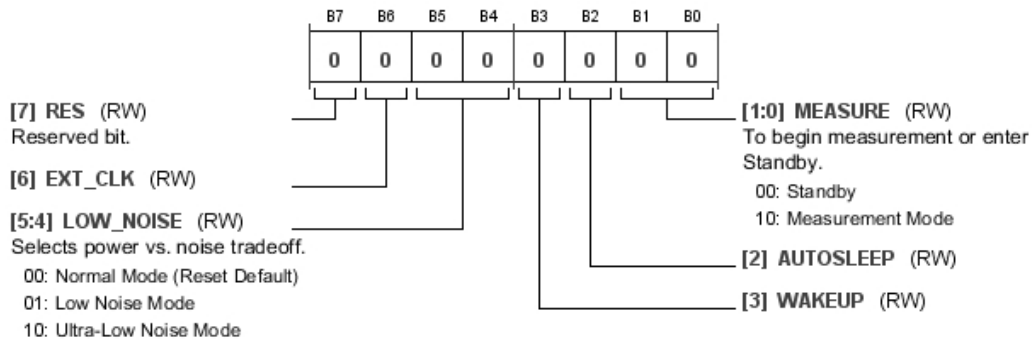 B7 B6 B5 B4 B3 B2 B1 B0
0 0 0 0 0 0 0 0
[7] RES (RW)
Reserved bit.
[6] EXT_CLK (RW)
[5:4] LOW_NOISE (RW)
Selects power vs. noise tradeoff.
00: Normal Mode (Reset Default)
01: Low Noise Mode
10: Ultra-Low Noise Mode
[1:0] MEASURE (RW)
To begin measurement or enter
Standby.
00: Standby
10: Measurement Mode
[2] AUTOSLEEP (RW)
[3] WAKEUP (RW)